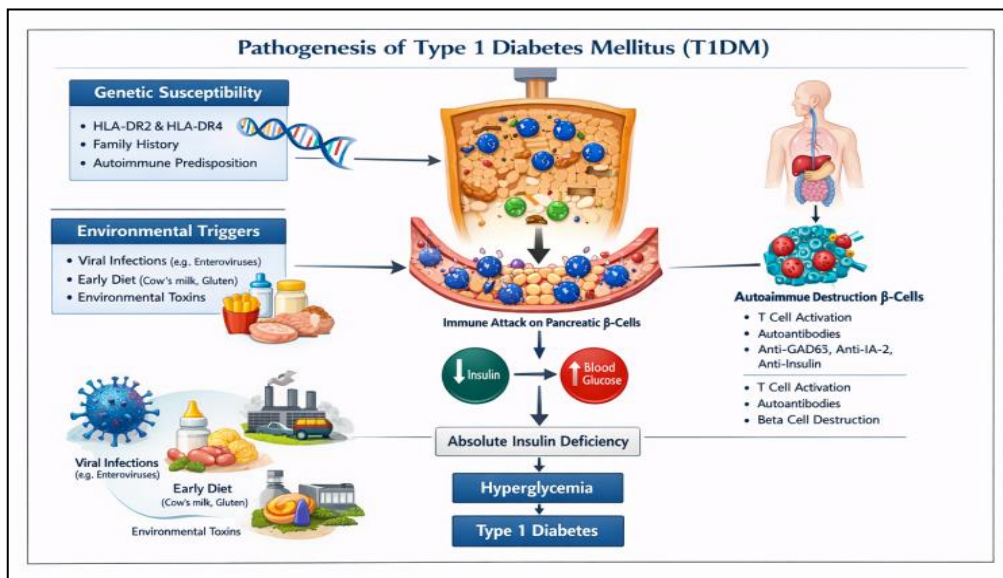 Pathogenesis of Type 1 Diabetes Mellitus (T1DM)
Genetic Susceptibility
• HLA-DR2 & HLA-DR4
• Family History
• Autoimmune Predisposition
Environmental Triggers
• Viral Infections (e.g. Enteroviruses)
• Early Diet (Cow's milk, Gluten)
• Environmental Toxins
Immune Attack on Pancreatic β-Cells
↓ Insulin
↑ Blood
Glucose
Autoaimmue Destruction β-Cells
• T Cell Activation
• Autoantibodies
• Anti-GAD63, Anti-IA-2,
Anti-Insulin
• T Cell Activation
• Autoantibodies
• Beta Cell Destruction
Viral Infections
(e.g. Enteroviruses)
Early Diet
(Cow's milk, Gluten)
Environmental Toxins
Absolute Insulin Deficiency
Hyperglycemia
Type 1 Diabetes